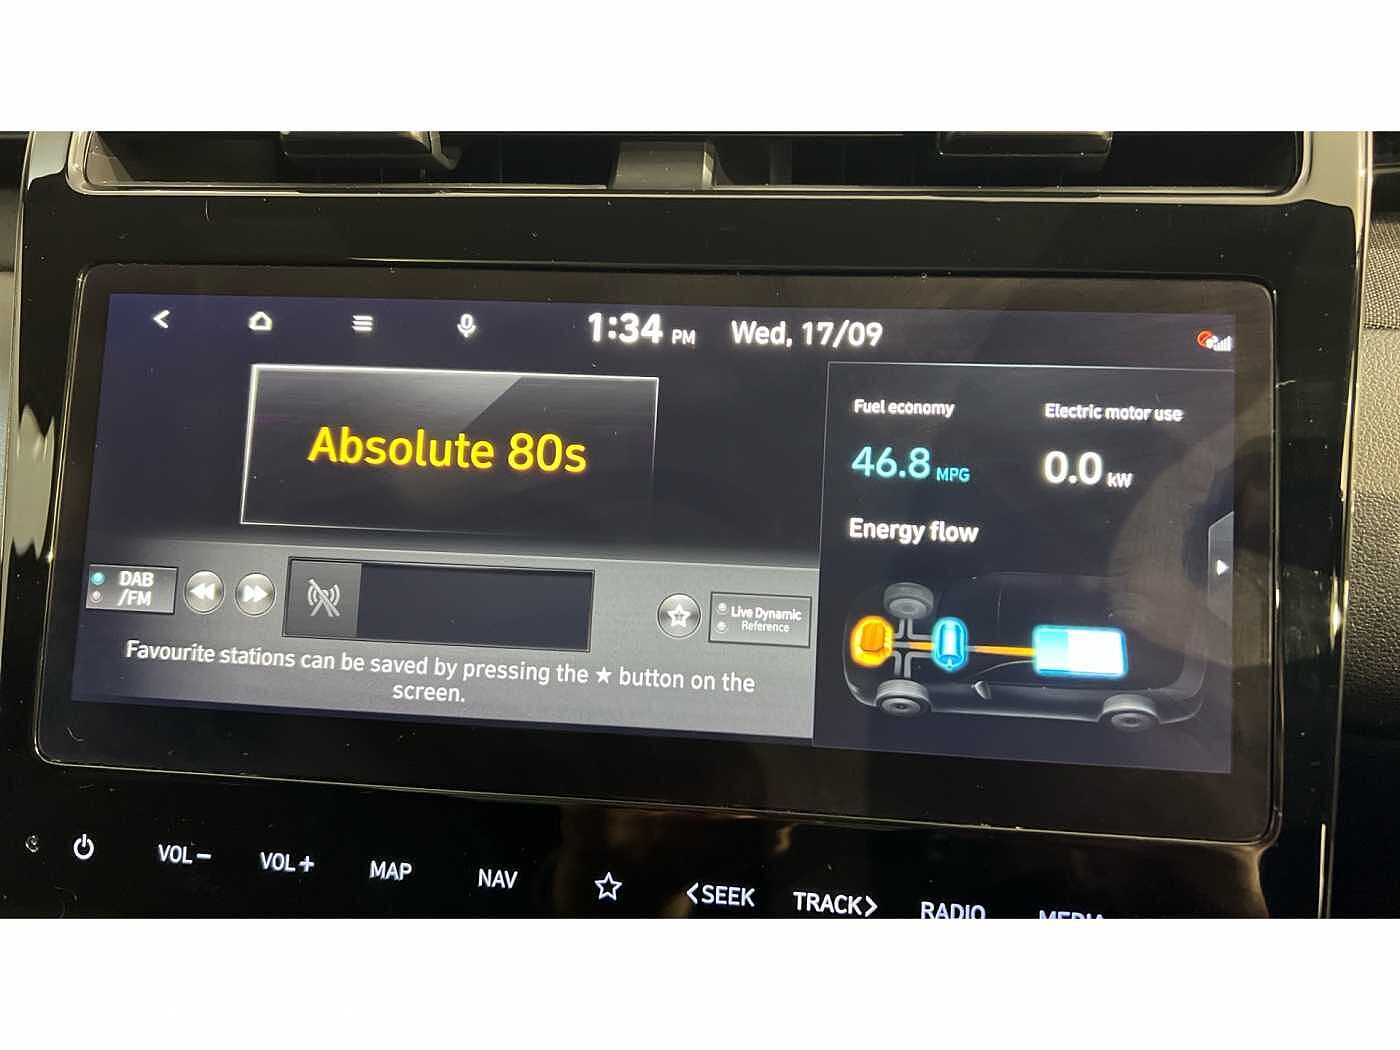 1:34 PM Wed, 17/09
Absolute 80s
DAB
/FM
Live Dynamic
Reference
Favourite stations can be saved by pressing the ★ button on the
screen.
Fuel economy Electric motor use
46.8 MPG 0.0 kW
Energy flow
VOL− VOL+ MAP NAV <SEEK TRACK> RADIO MEDIA